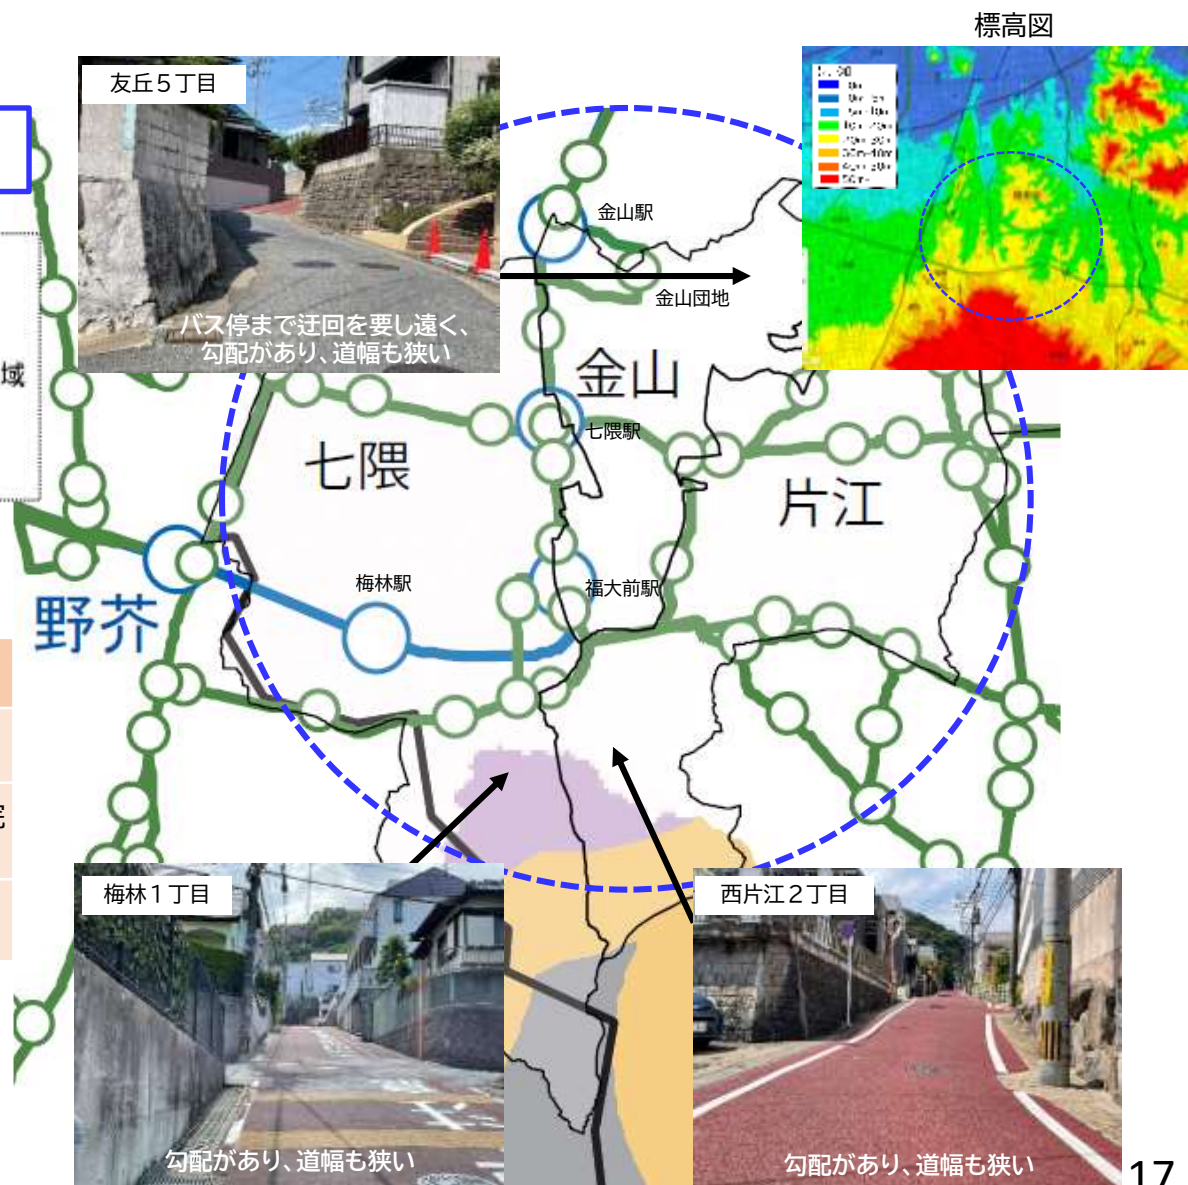 標高図
友丘５丁目
バス停まで迂回を要し遠く、
勾配があり、道幅も狭い
域
金山駅
金山団地
金山
七隈駅
七隈
片江
梅林駅
福大前駅
野芥
梅林１丁目
勾配があり、道幅も狭い
西片江２丁目
勾配があり、道幅も狭い
17